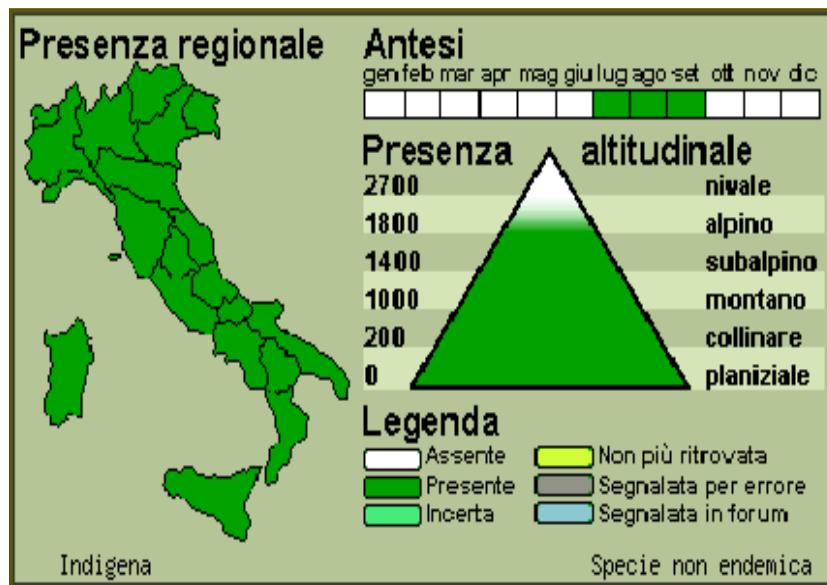 Presenza regionale
Antesi
gen feb mar apr mag giu lug ago set ott nov dic
Presenza altitudinale
2700 nivale
1800 alpino
1400 subalpino
1000 montano
200 collinare
0 planiziale
Legenda
Assente
Non più ritrovata
Presente
Segnalata per errore
Incerta
Segnalata in forum
Indigena
Specie non endemica